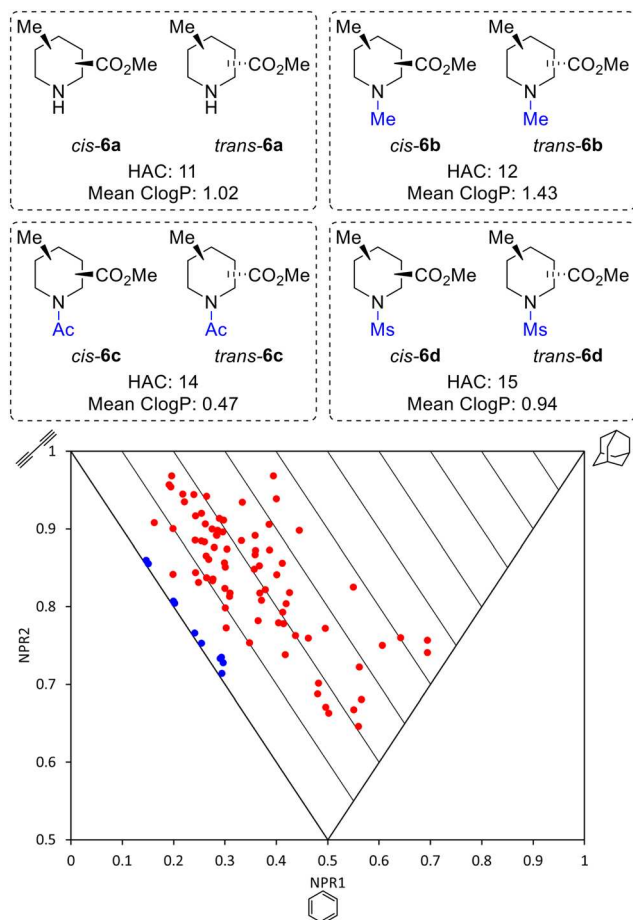 Me Me Me Me
CO₂Me CO₂Me CO₂Me CO₂Me
N N N N
H H Me Me
cis-6a trans-6a cis-6b trans-6b
HAC: 11 HAC: 12
Mean ClogP: 1.02 Mean ClogP: 1.43
Me Me Me Me
CO₂Me CO₂Me CO₂Me CO₂Me
N N N N
Ac Ac Ms Ms
cis-6c trans-6c cis-6d trans-6d
HAC: 14 HAC: 15
Mean ClogP: 0.47 Mean ClogP: 0.94
1
0.9
0.8
NPR2
0.7
0.6
0.5
0 0.1 0.2 0.3 0.4 0.5 0.6 0.7 0.8 0.9 1
NPR1